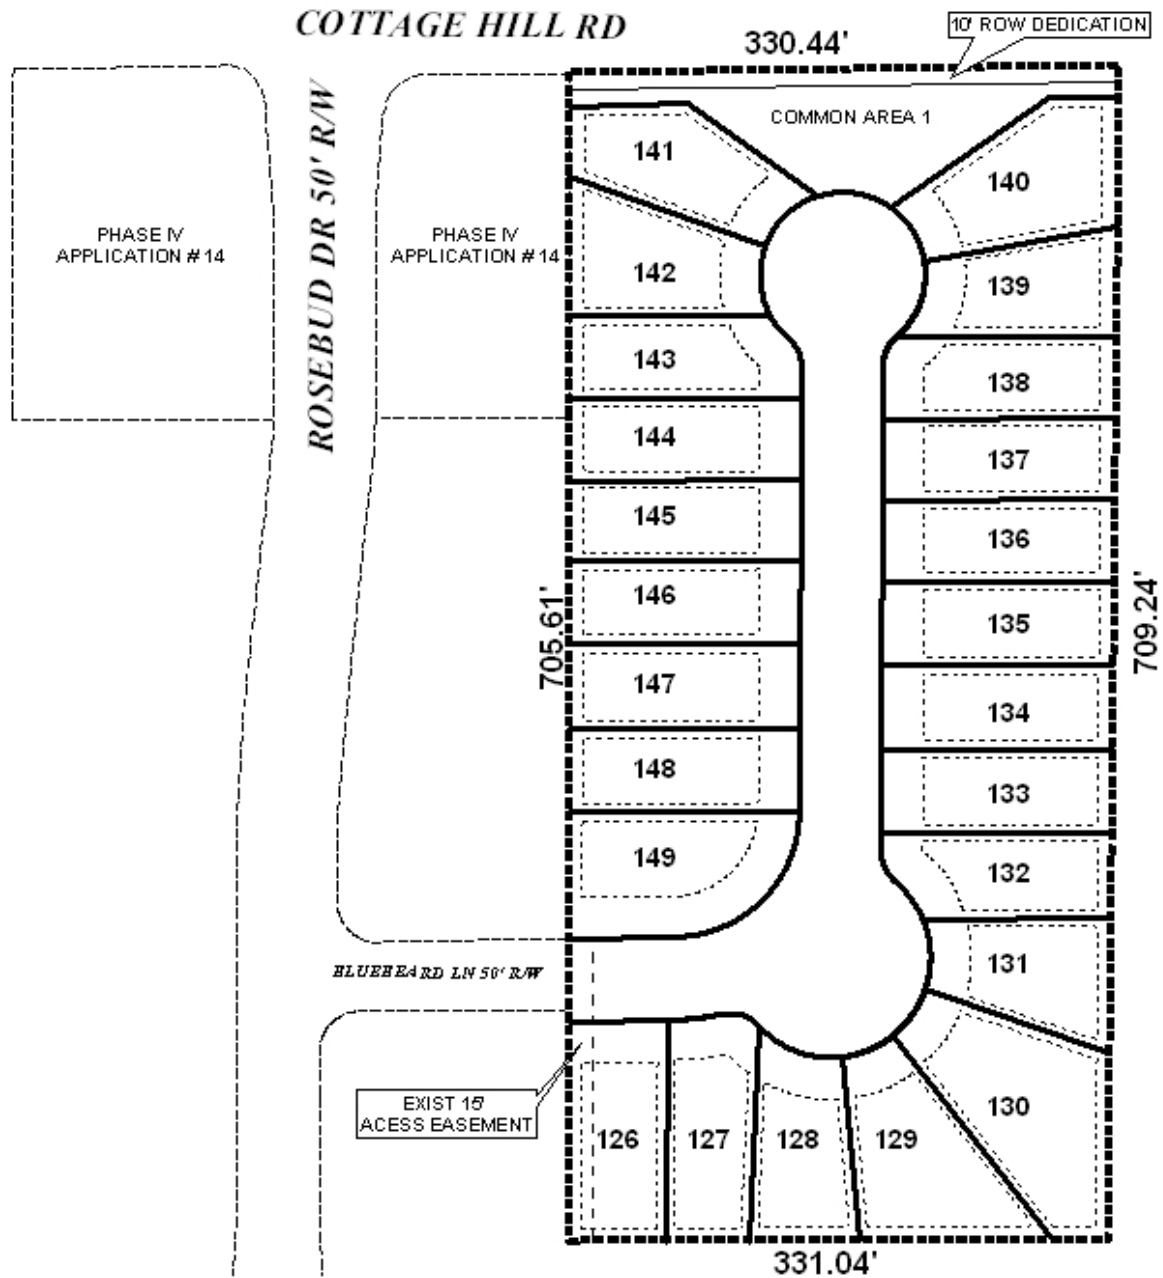 COTTAGE HILL RD
10' ROW DEDICATION
330.44'
ROSEBUD DR 50' R/W
COMMON AREA 1
141
140
PHASE IV
APPLICATION # 14
PHASE IV
APPLICATION # 14
142
139
143
138
144
137
145
136
146
135
705.61'
709.24'
147
134
148
133
149
132
BLUEBEARD LN 50' R/W
131
EXIST 15'
ACESS EASEMENT
130
126
127
128
129
331.04'